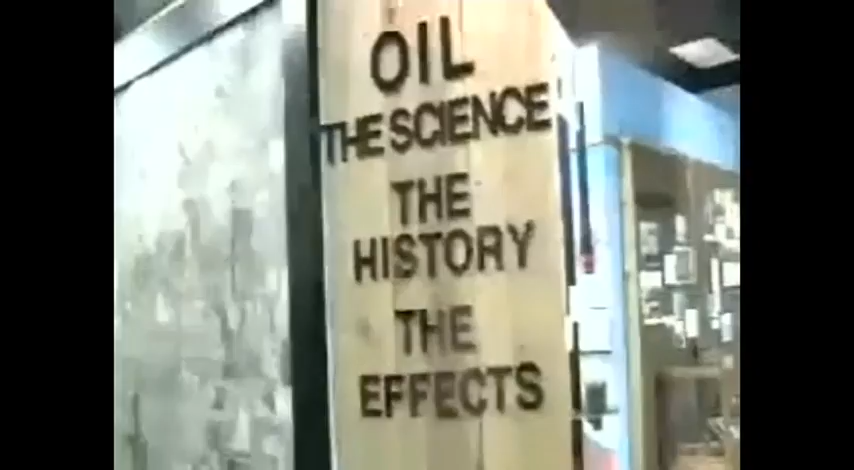 OIL
THE SCIENCE
THE
HISTORY
THE
EFFECTS